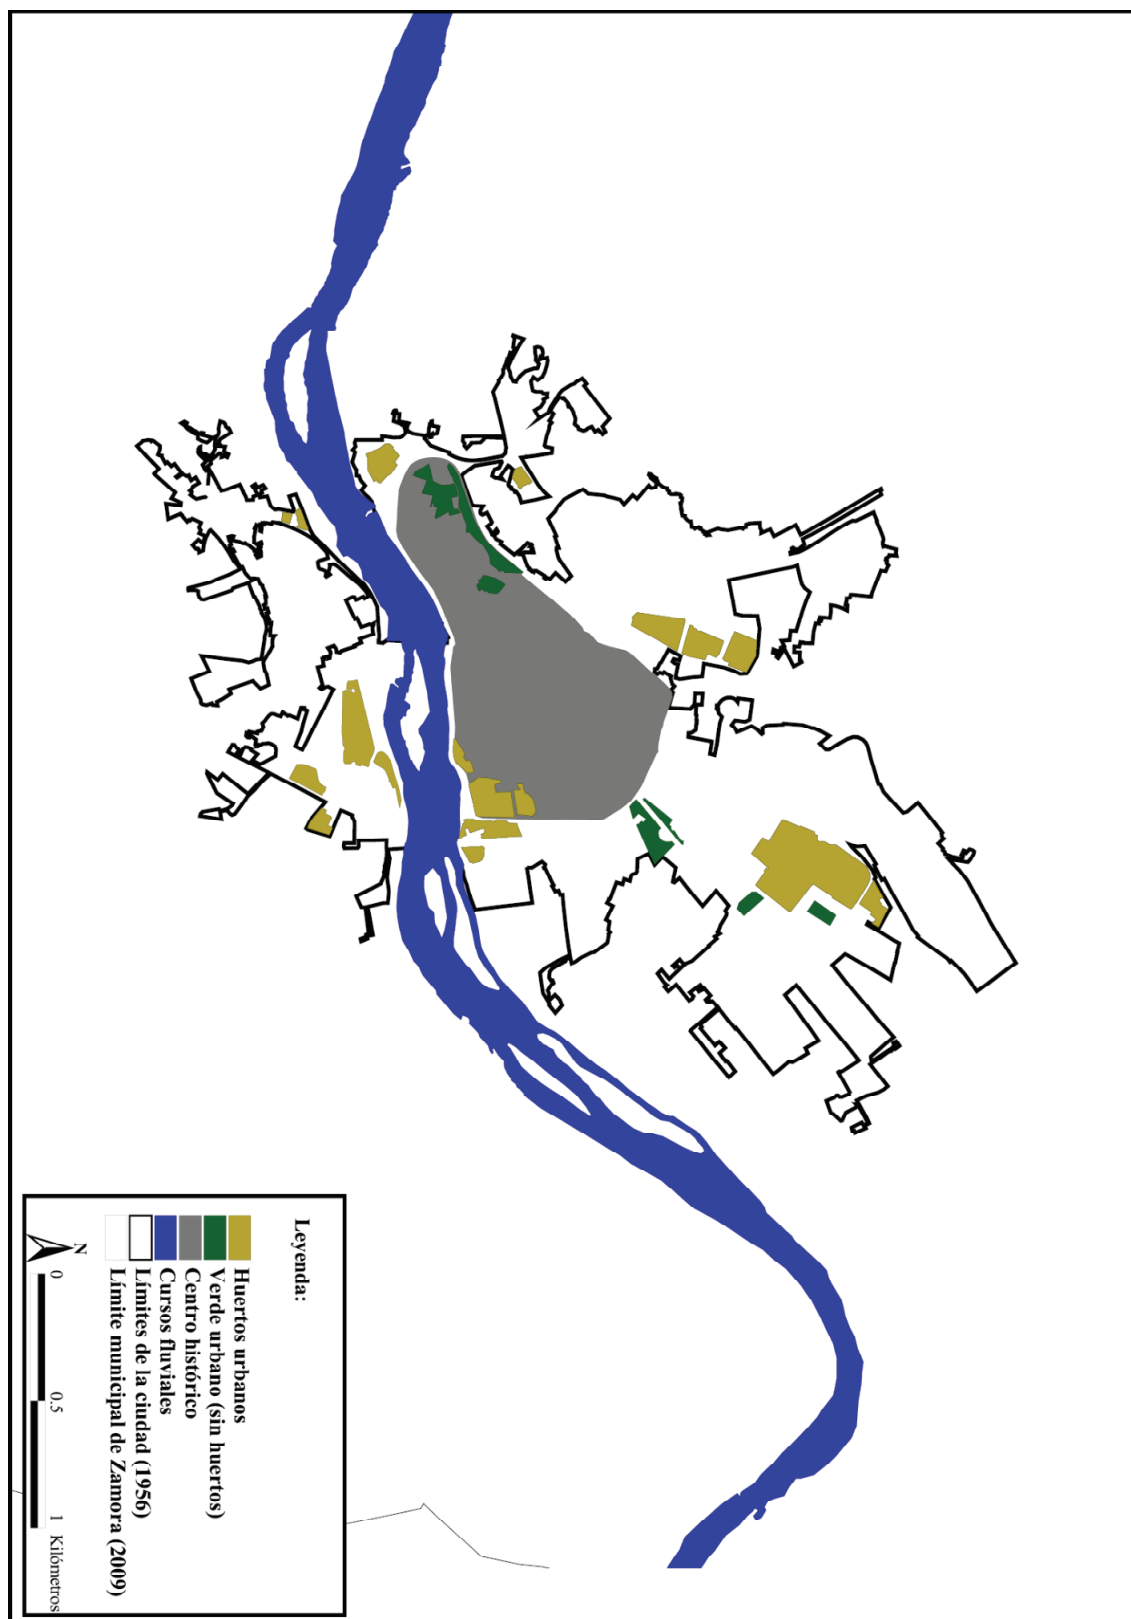 Leyenda:
Huertos urbanos
Verde urbano (sin huertos)
Centro histórico
Cursos fluviales
Límites de la ciudad (1956)
Límite municipal de Zamora (2009)
N
0 0.5 1 Kilómetros